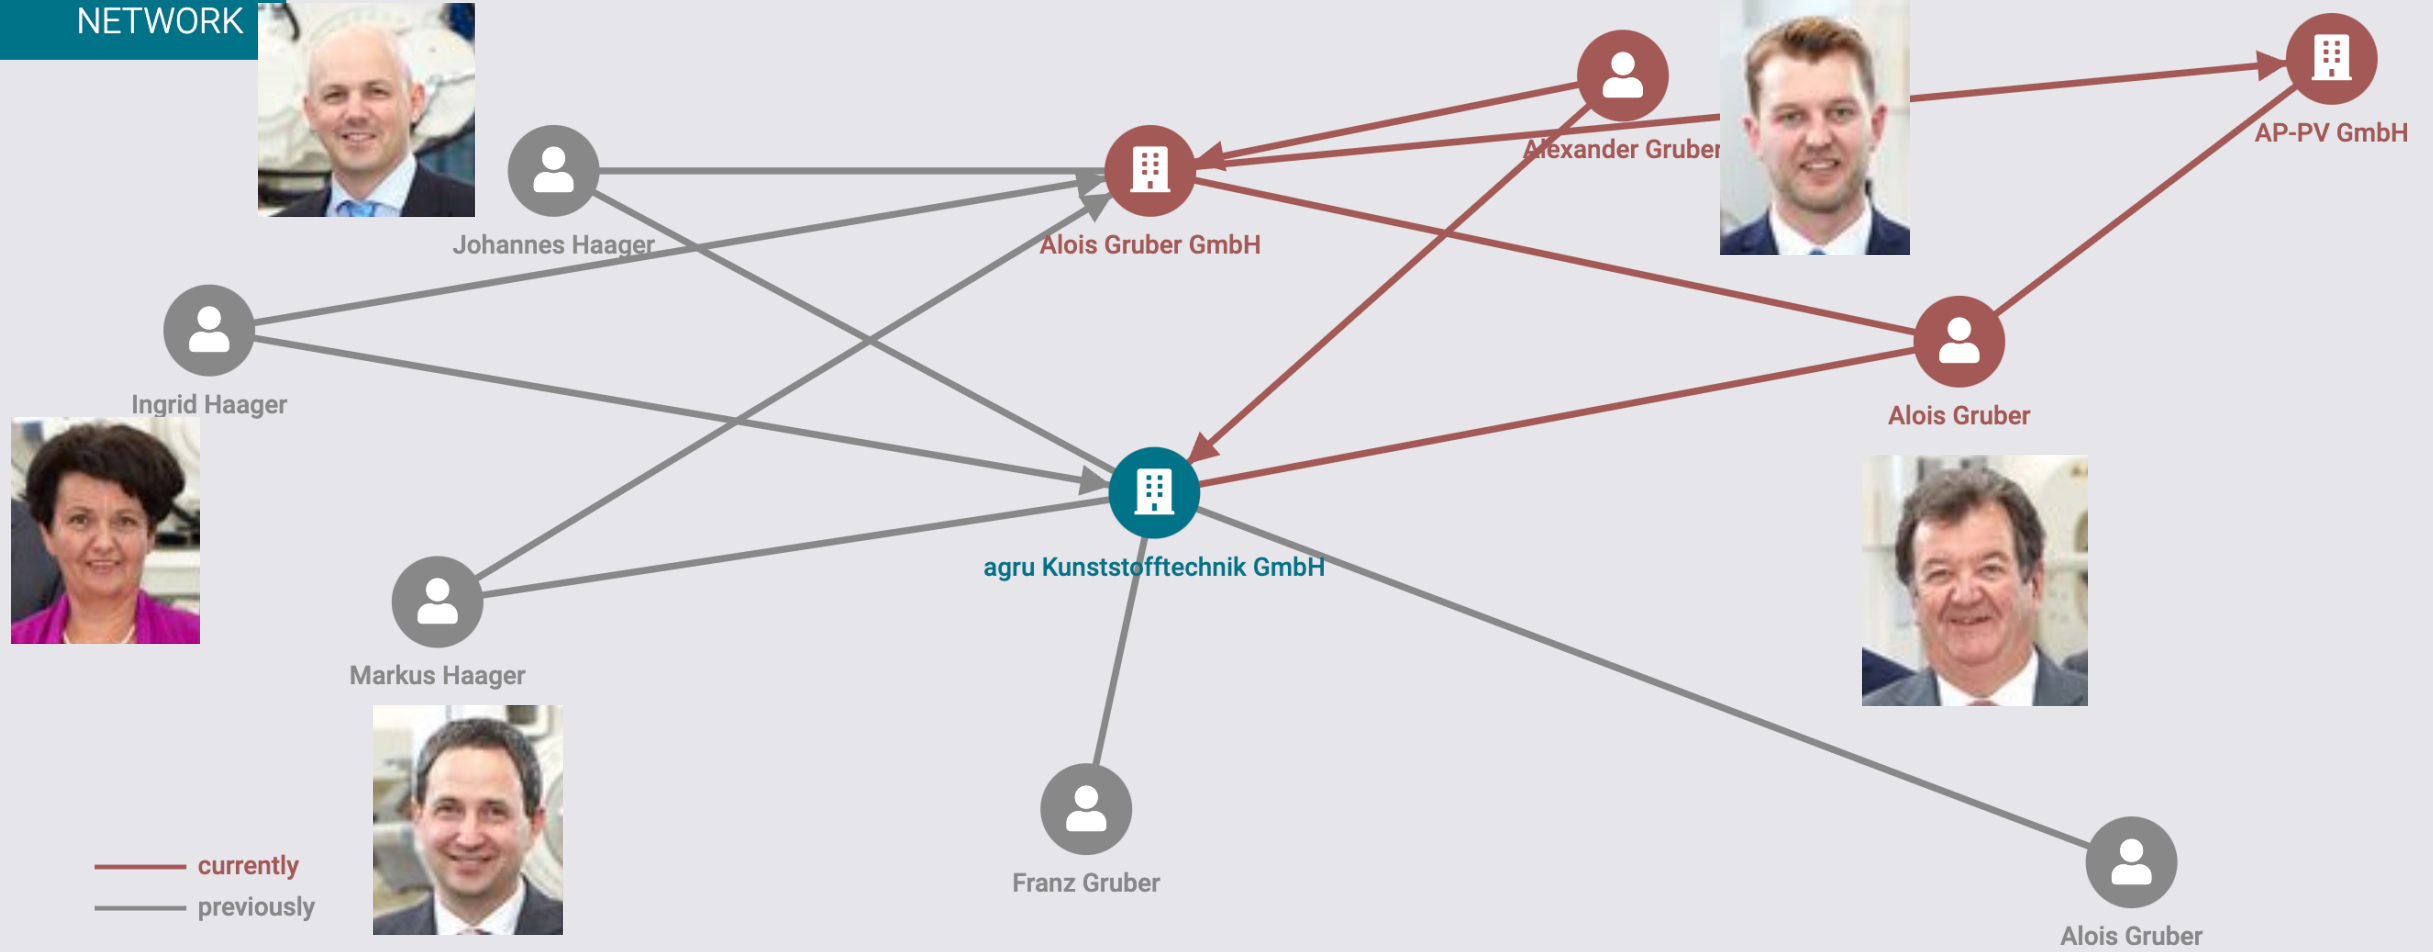 NETWORK
AP-PV GmbH
Alexander Gruber
Johannes Haager
Alois Gruber GmbH
Ingrid Haager
Alois Gruber
agru Kunststofftechnik GmbH
Markus Haager
Franz Gruber
currently
previously
Alois Gruber